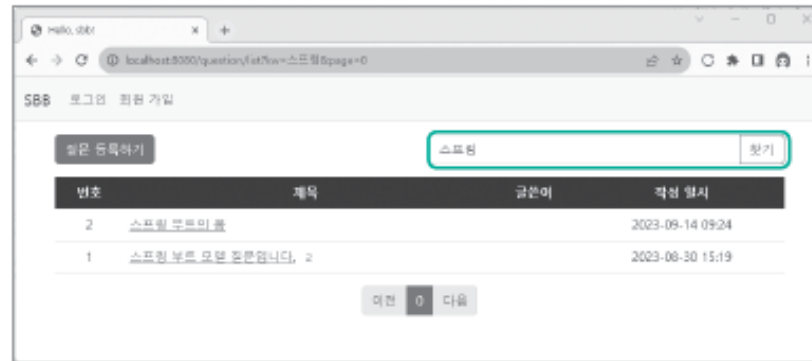 Hello, sbb!
localhost:8080/question/list?kw=스프링&page=0
SBB 로그인 회원 가입
질문 등록하기 스프링 찾기
번호 제목 글쓴이 작성 일시
2 스프링 부트의 2023-09-14 09:24
1 스프링 부트 모델 질문입니다. 2 2023-08-30 15:19
이전 0 다음